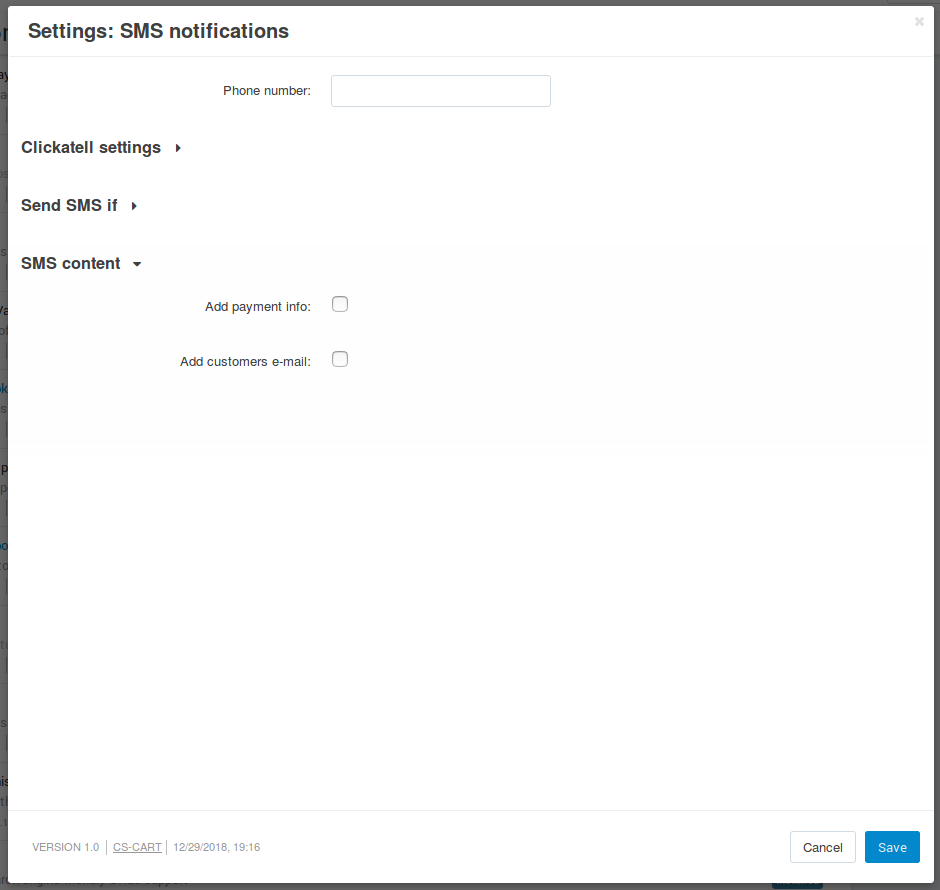 Settings: SMS notifications
Phone number:
Clickatell settings
Send SMS if
SMS content
Add payment info:
Add customers e-mail:
VERSION 1.0 | CS-CART | 12/29/2018, 19:16
Cancel
Save